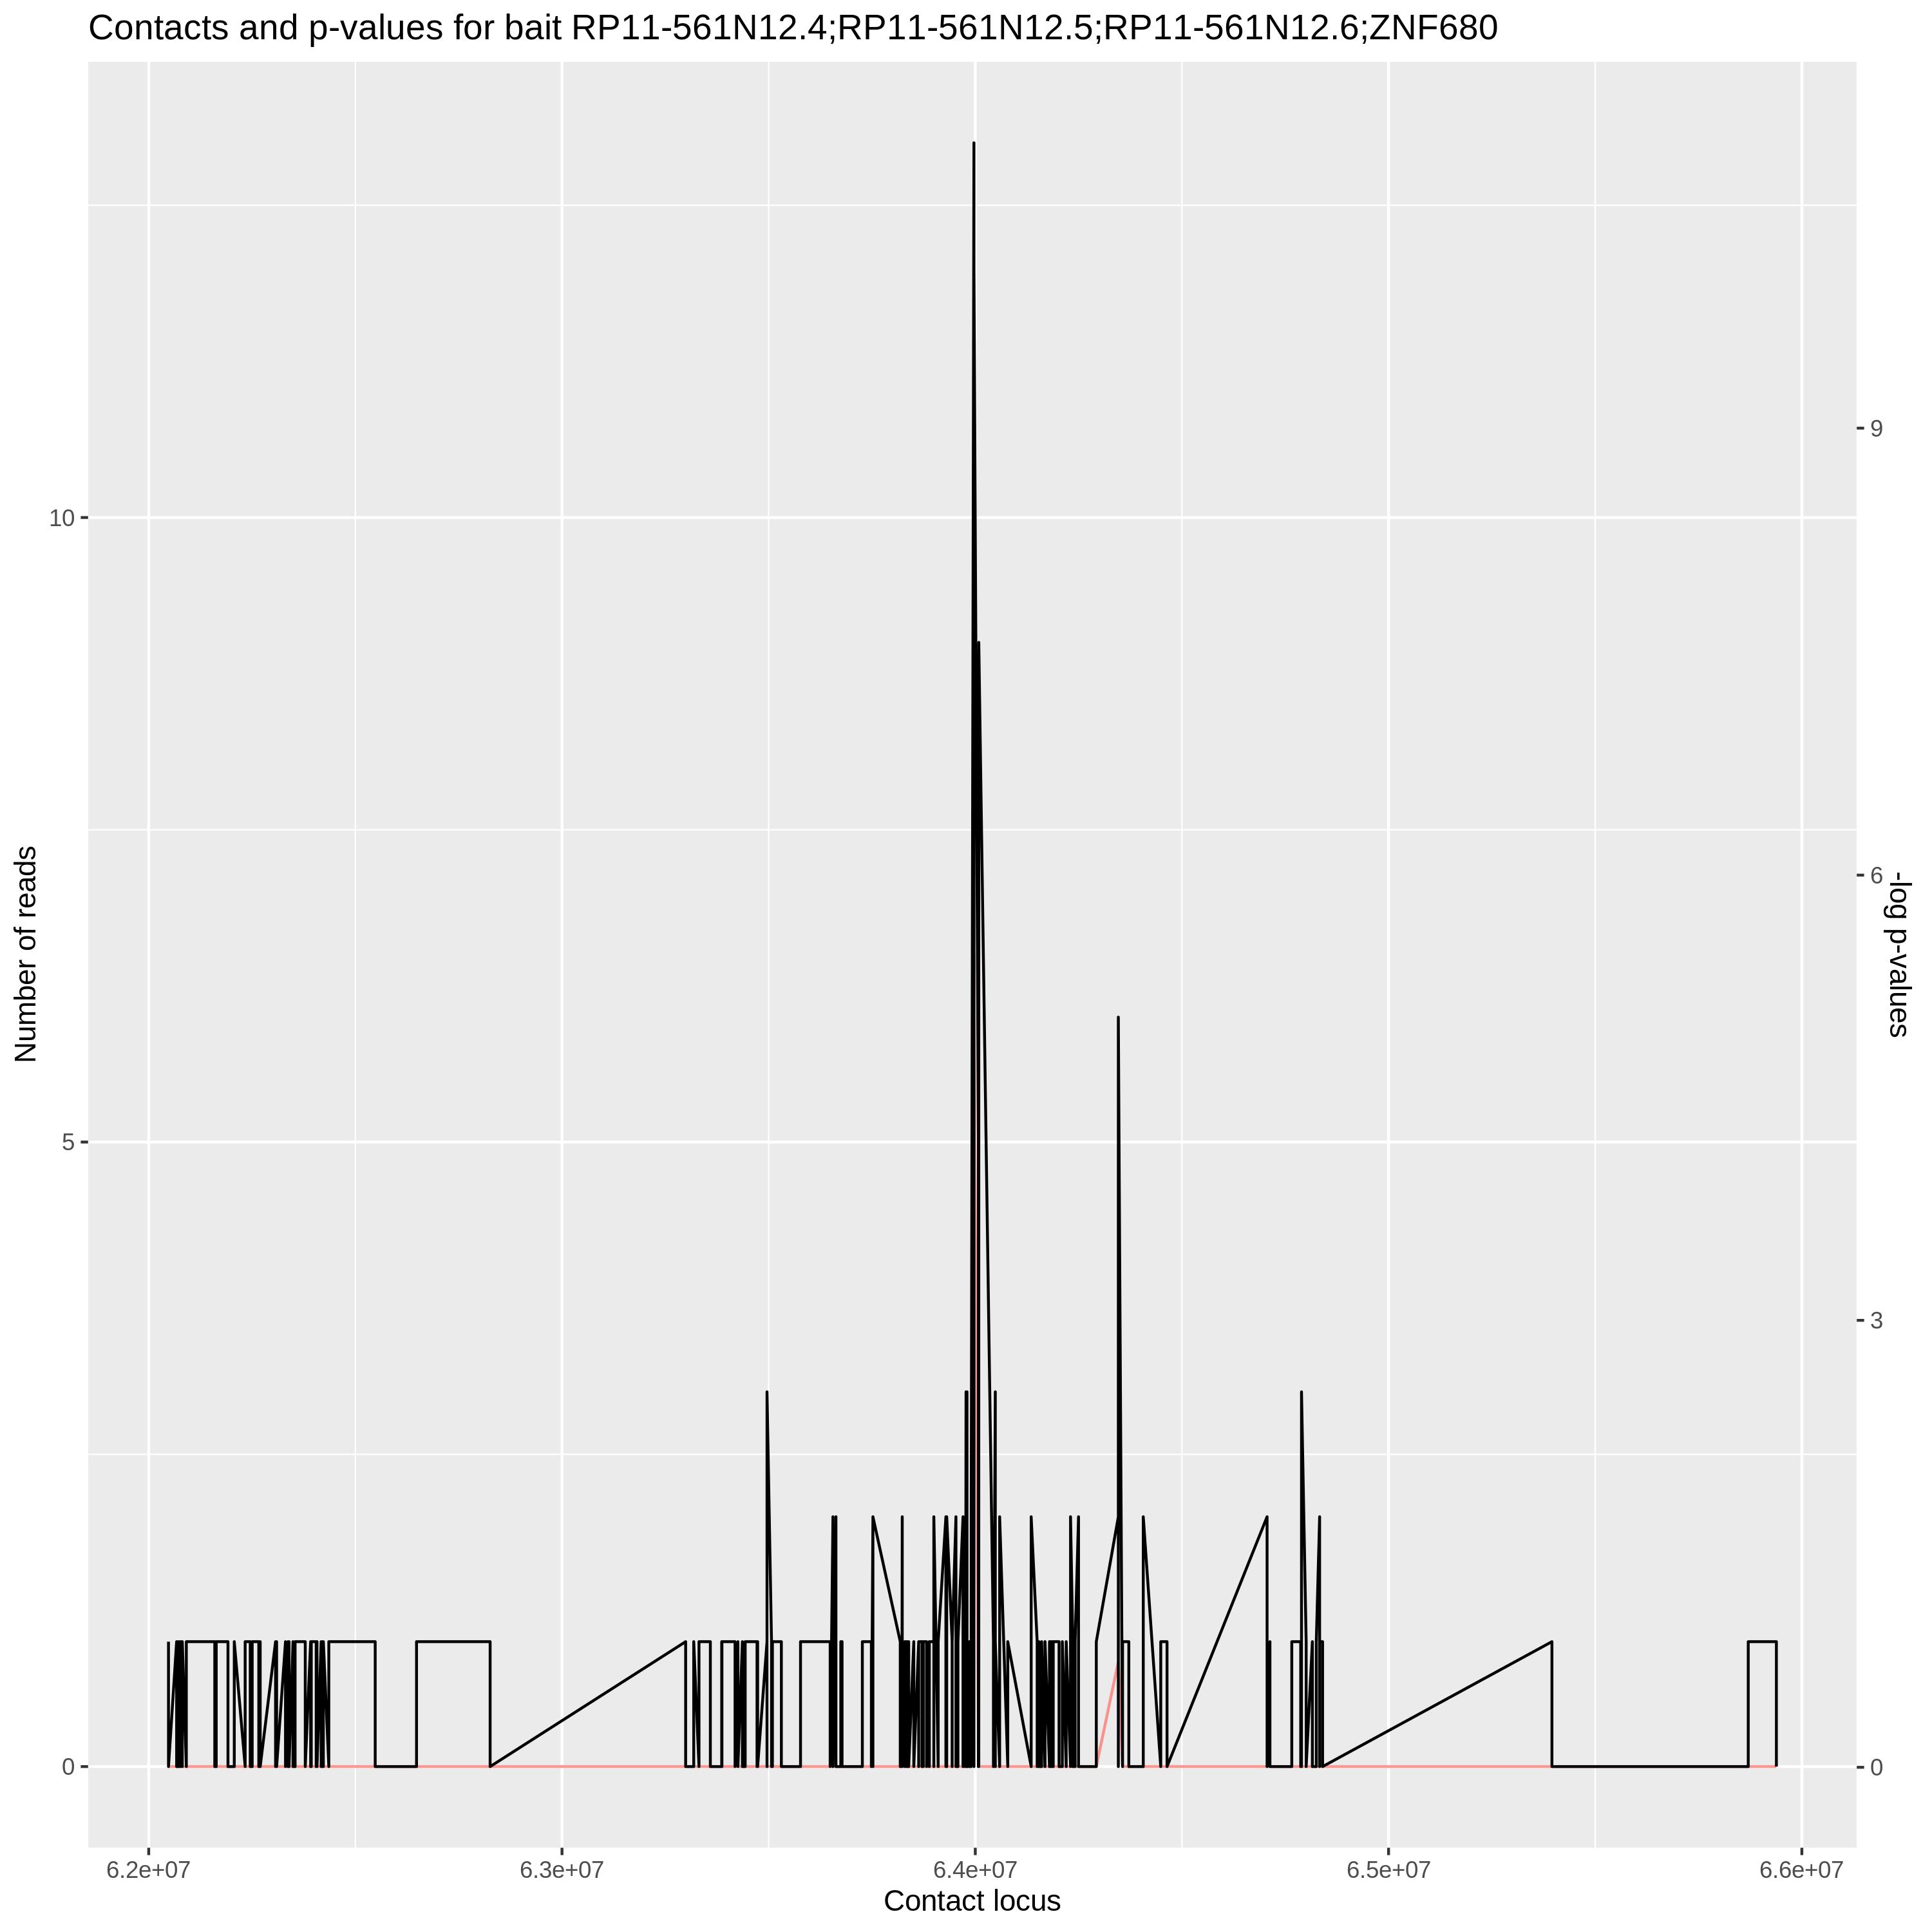 Contacts and p-values for bait RP11-561N12.4;RP11-561N12.5;RP11-561N12.6;ZNF680
Number of reads
10
5
0
9
6
3
0
-log p-values
6.2e+07 6.3e+07 6.4e+07 6.5e+07 6.6e+07
Contact locus